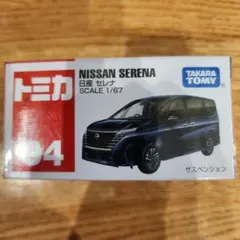 トミカ
NISSAN SERENA
日産 セレナ
SCALE 1/67
TAKARA
TOMY
94
サスペンション